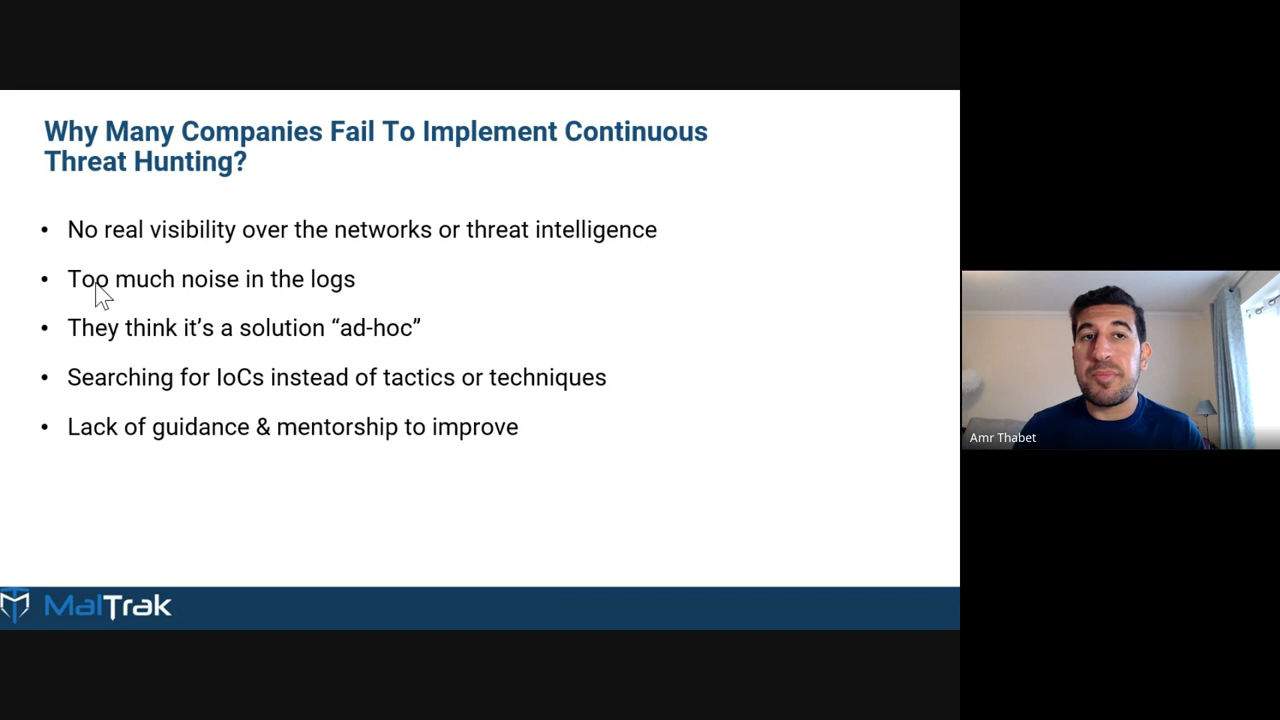 Why Many Companies Fail To Implement Continuous
Threat Hunting?
• No real visibility over the networks or threat intelligence
• Too much noise in the logs
• They think it’s a solution “ad-hoc”
• Searching for IoCs instead of tactics or techniques
• Lack of guidance & mentorship to improve
MalTrak
Amr Thabet